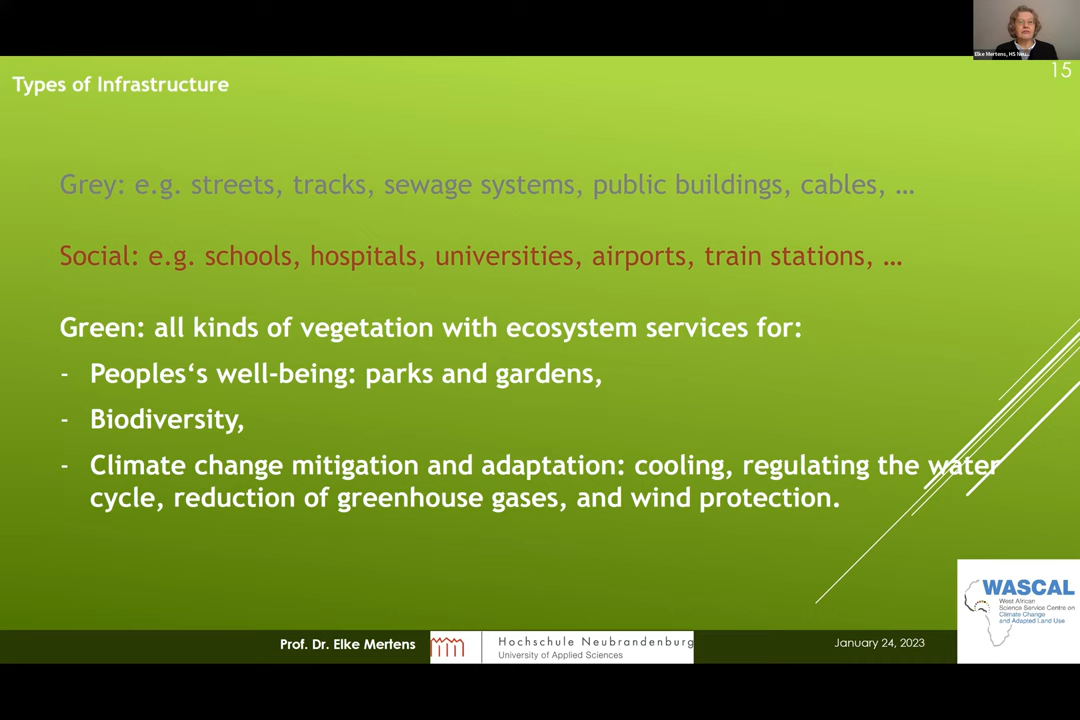 Elke Mertens, HS Neu...
15
Types of Infrastructure
Grey: e.g. streets, tracks, sewage systems, public buildings, cables, …
Social: e.g. schools, hospitals, universities, airports, train stations, …
Green: all kinds of vegetation with ecosystem services for:
- Peoples‘s well-being: parks and gardens,
- Biodiversity,
- Climate change mitigation and adaptation: cooling, regulating the water
cycle, reduction of greenhouse gases, and wind protection.
WASCAL
West African
Science Service Centre on
Climate Change
and Adapted Land Use
Prof. Dr. Elke Mertens
Hochschule Neubrandenburg
University of Applied Sciences
January 24, 2023